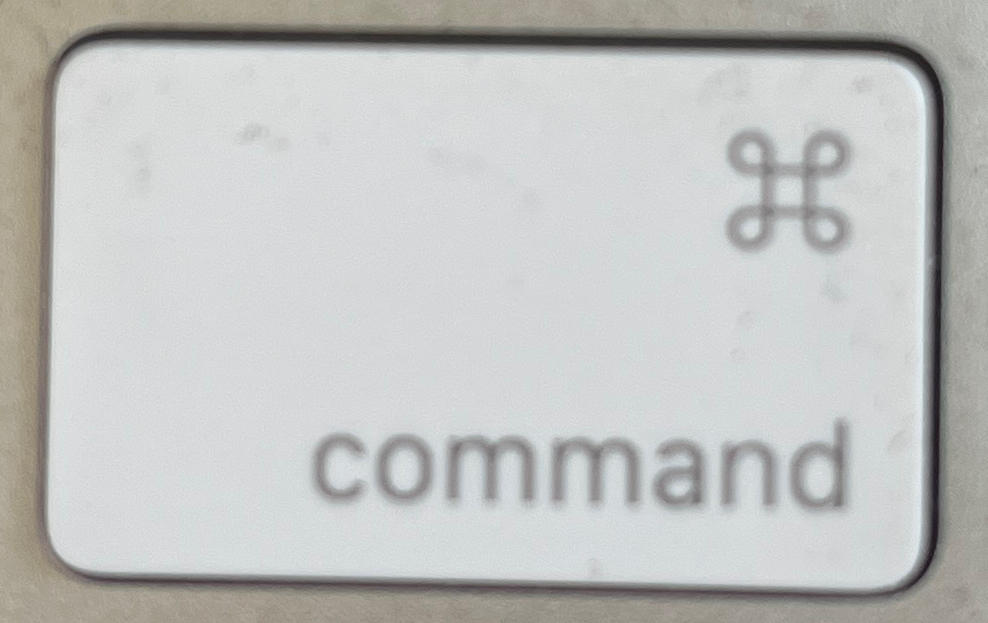 ⌘
command